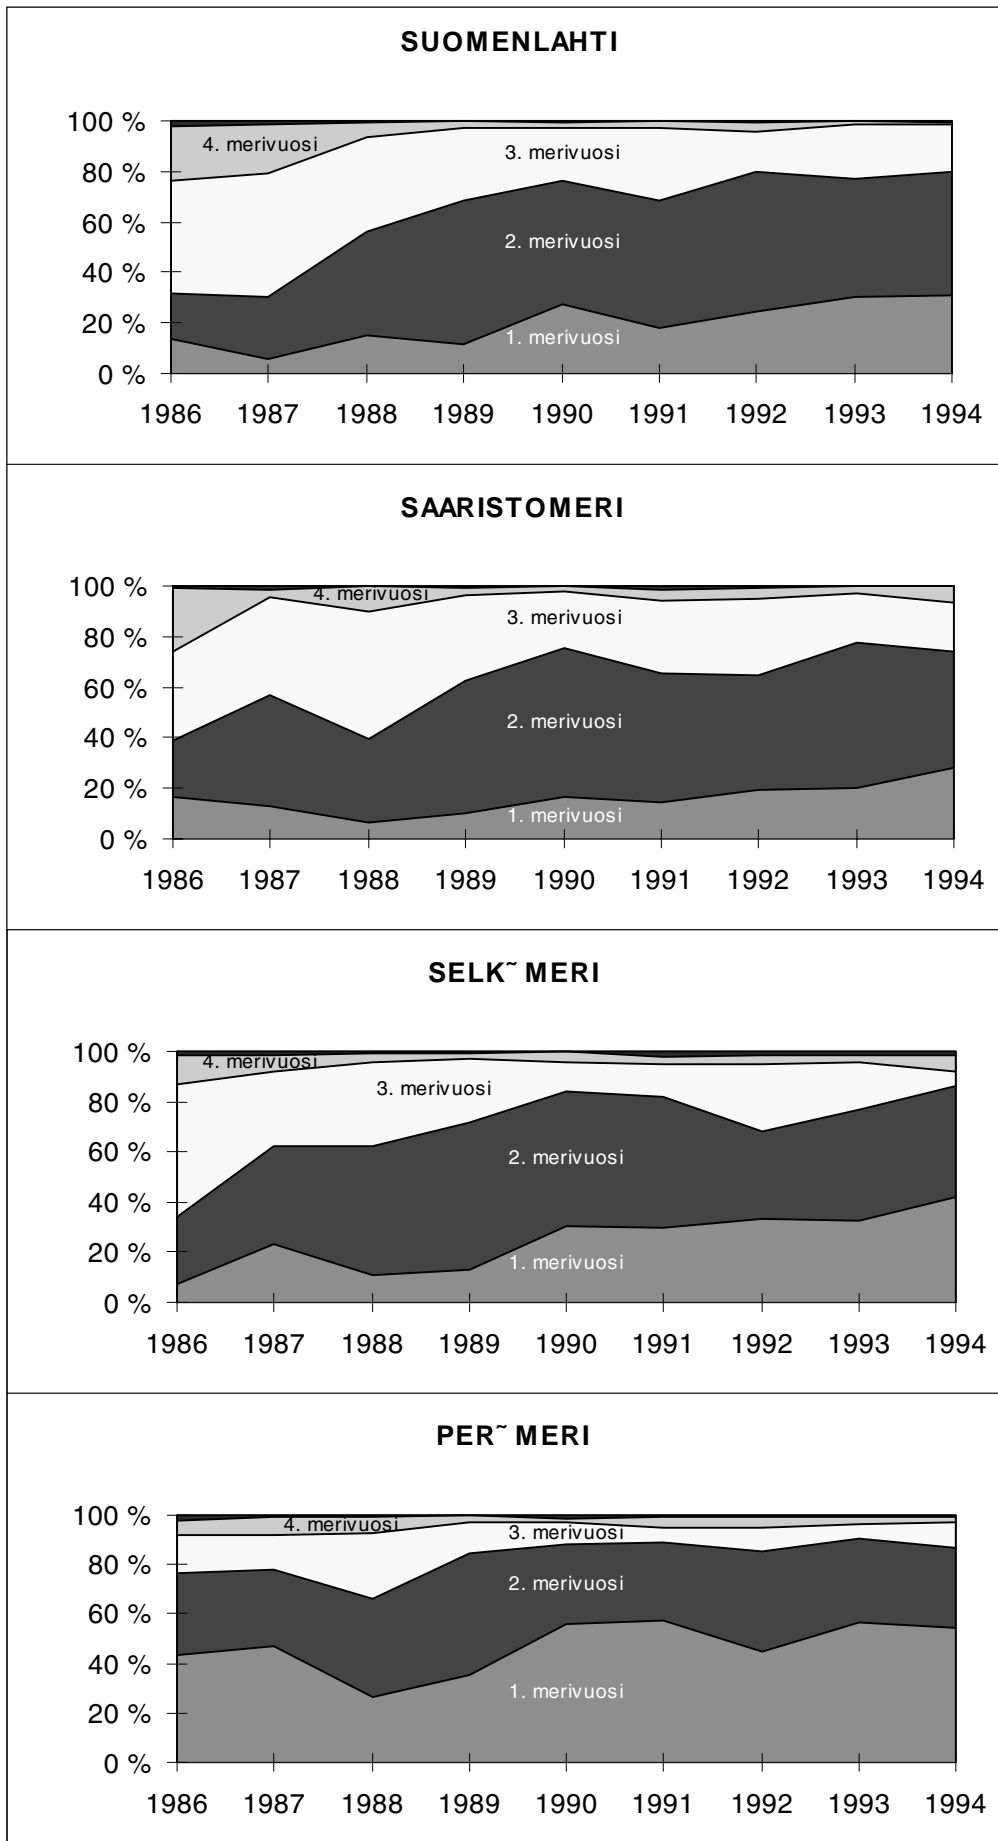 SUOMENLAHTI
100 %
80 %
60 %
40 %
20 %
0 %
4. merivuosi
3. merivuosi
2. merivuosi
1. merivuosi
1986 1987 1988 1989 1990 1991 1992 1993 1994
SAARISTOMERI
100 %
80 %
60 %
40 %
20 %
0 %
4. merivuosi
3. merivuosi
2. merivuosi
1. merivuosi
1986 1987 1988 1989 1990 1991 1992 1993 1994
SELK˜ MERI
100 %
80 %
60 %
40 %
20 %
0 %
4. merivuosi
3. merivuosi
2. merivuosi
1. merivuosi
1986 1987 1988 1989 1990 1991 1992 1993 1994
PER˜ MERI
100 %
80 %
60 %
40 %
20 %
0 %
4. merivuosi
3. merivuosi
2. merivuosi
1. merivuosi
1986 1987 1988 1989 1990 1991 1992 1993 1994